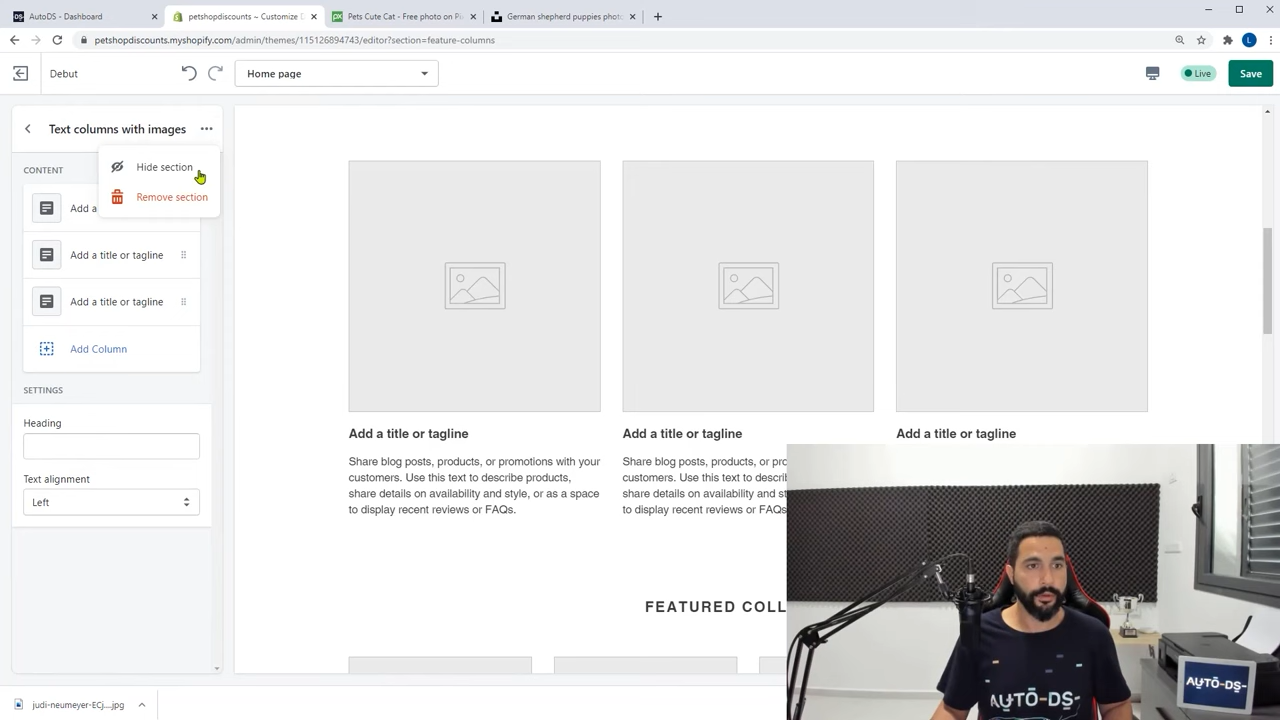 AutoDS - Dashboard
petshopdiscounts ~ Customize D
Pets Cute Cat - Free photo on Pi
German shepherd puppies phot
petshopdiscounts.myshopify.com/admin/themes/115126894743/editor?section=feature-columns
L
Debut
Home page
Live
Save
Text columns with images
Hide section
Remove section
CONTENT
Add a
Add a title or tagline
Add a title or tagline
Add Column
SETTINGS
Heading
Text alignment
Left
Add a title or tagline
Share blog posts, products, or promotions with your
customers. Use this text to describe products,
share details on availability and style, or as a space
to display recent reviews or FAQs.
Add a title or tagline
Share blog posts, products, or pro
customers. Use this text to descri
share details on availability and st
to display recent reviews or FAQs
Add a title or tagline
FEATURED COLL
AUTO-DS-
AUTO-DS-
judi-neumeyer-ECj....jpg